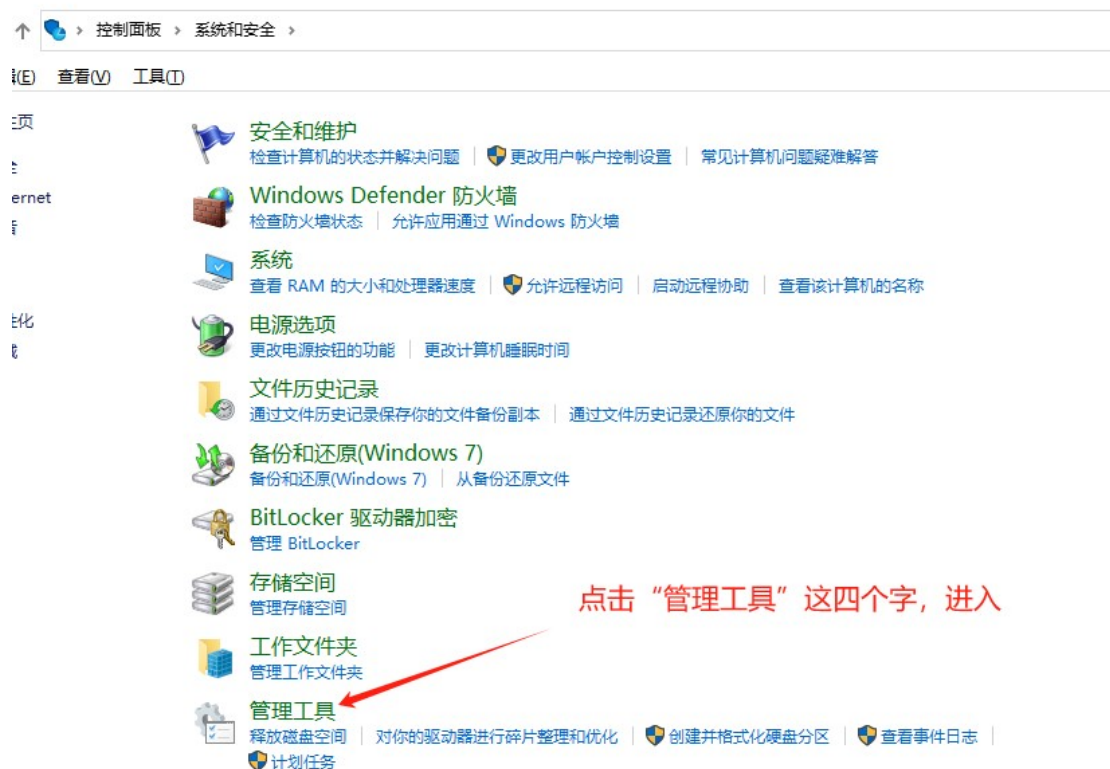 控制面板 › 系统和安全 ›
(E) 查看(V) 工具(T)
主页
安全和维护
检查计算机的状态并解决问题 更改用户帐户控制设置 常见计算机问题疑难解答
ernet
Windows Defender 防火墙
检查防火墙状态 允许应用通过 Windows 防火墙
系统
查看 RAM 的大小和处理器速度 允许远程访问 启动远程协助 查看该计算机的名称
性化
电源选项
更改电源按钮的功能 更改计算机睡眠时间
文件历史记录
通过文件历史记录保存你的文件备份副本 通过文件历史记录还原你的文件
备份和还原(Windows 7)
备份和还原(Windows 7) 从备份还原文件
BitLocker 驱动器加密
管理 BitLocker
存储空间
管理存储空间
点击“管理工具”这四个字，进入
工作文件夹
管理工作文件夹
管理工具
释放磁盘空间 对你的驱动器进行碎片整理和优化 创建并格式化硬盘分区 查看事件日志
计划任务